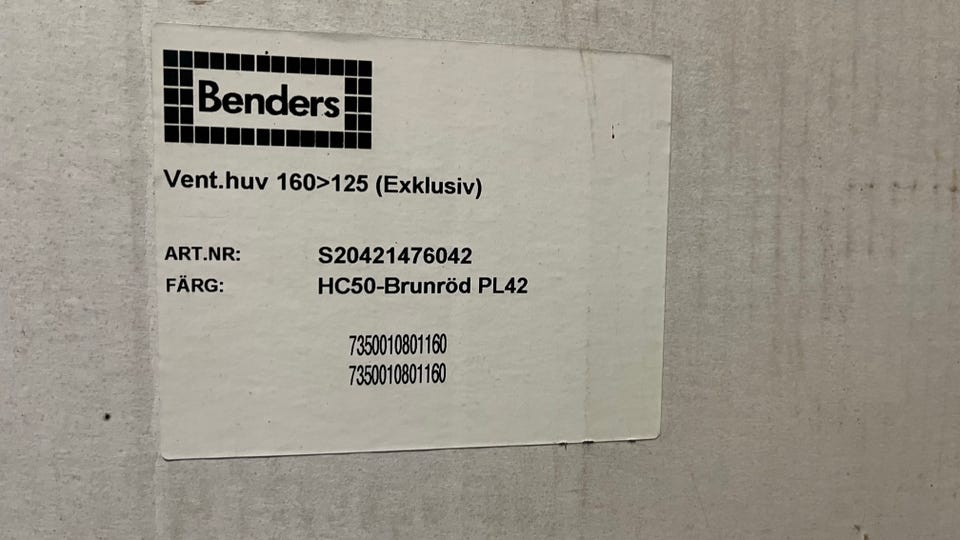 Benders
Vent.huv 160>125 (Exklusiv)
ART.NR: S20421476042
FÄRG: HC50-Brunröd PL42
7350010801160
7350010801160